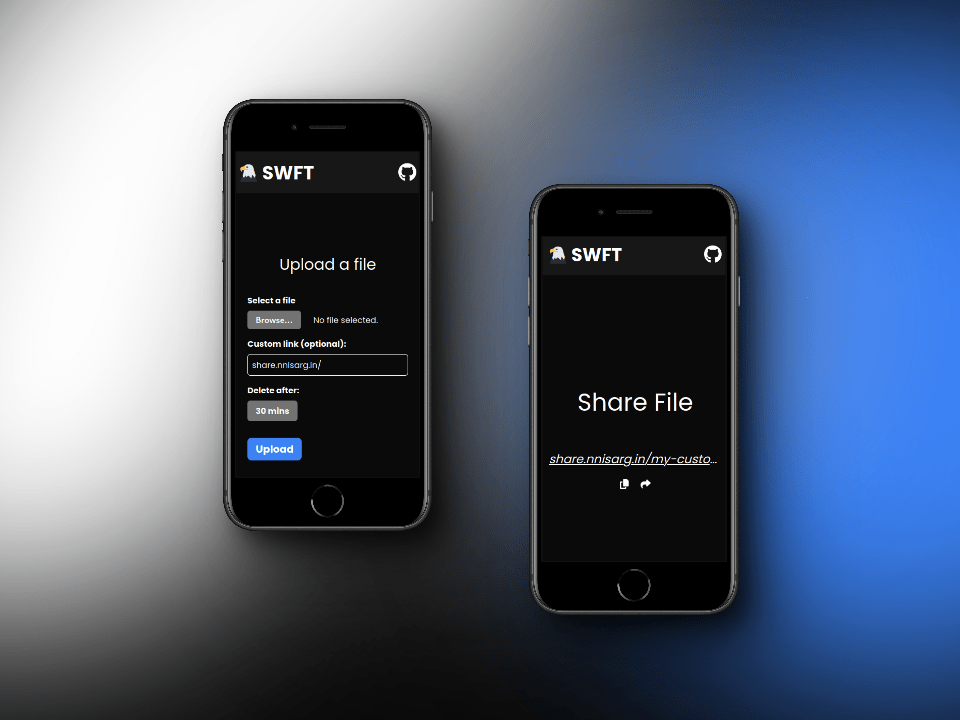 SWFT
Upload a file
Select a file
Browse... No file selected.
Custom link (optional):
share.nnisarg.in/
Delete after:
30 mins
Upload
SWFT
Share File
share.nnisarg.in/my-custo...